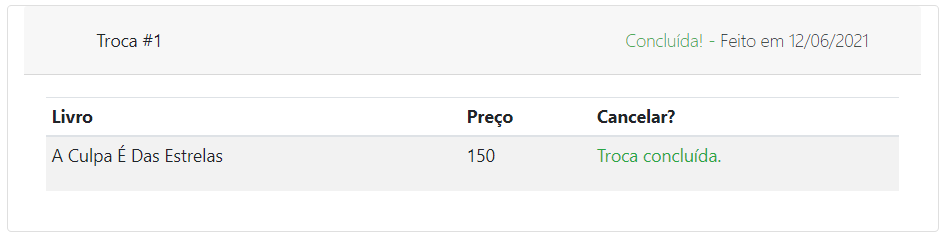 Troca #1 Concluída! - Feito em 12/06/2021
Livro Preço Cancelar?
A Culpa É Das Estrelas 150 Troca concluída.